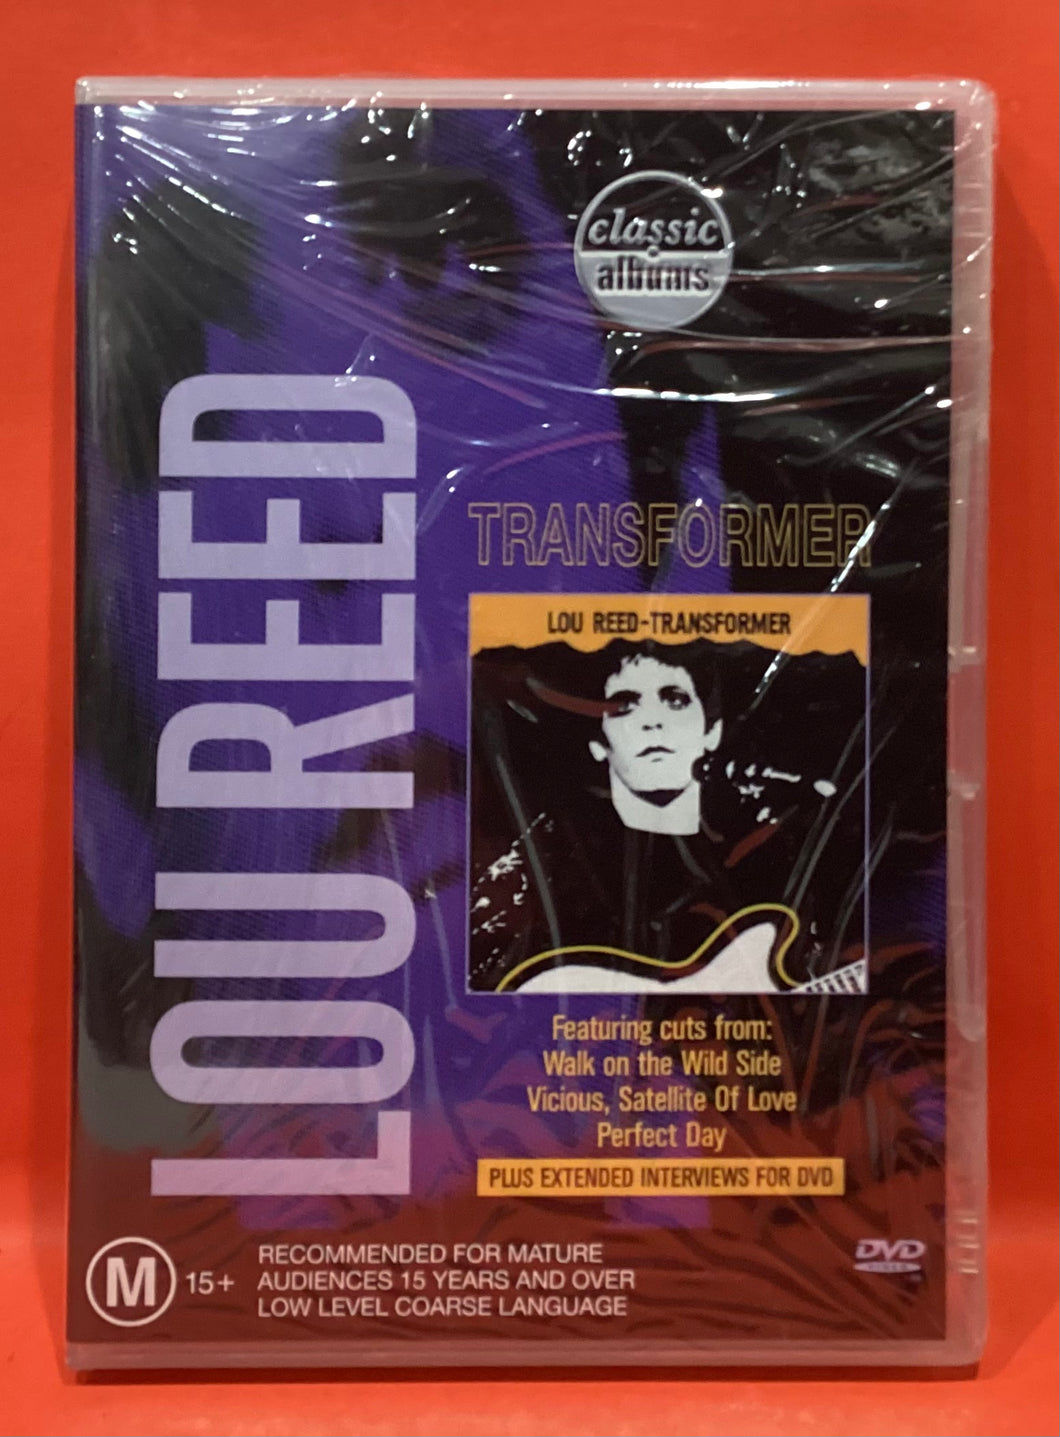 classic
albums
LOU REED
TRANSFORMER
LOU REED-TRANSFORMER
Featuring cuts from:
Walk on the Wild Side
Vicious, Satellite Of Love
Perfect Day
PLUS EXTENDED INTERVIEWS FOR DVD
M 15+
RECOMMENDED FOR MATURE
AUDIENCES 15 YEARS AND OVER
LOW LEVEL COARSE LANGUAGE
DVD
VIDEO